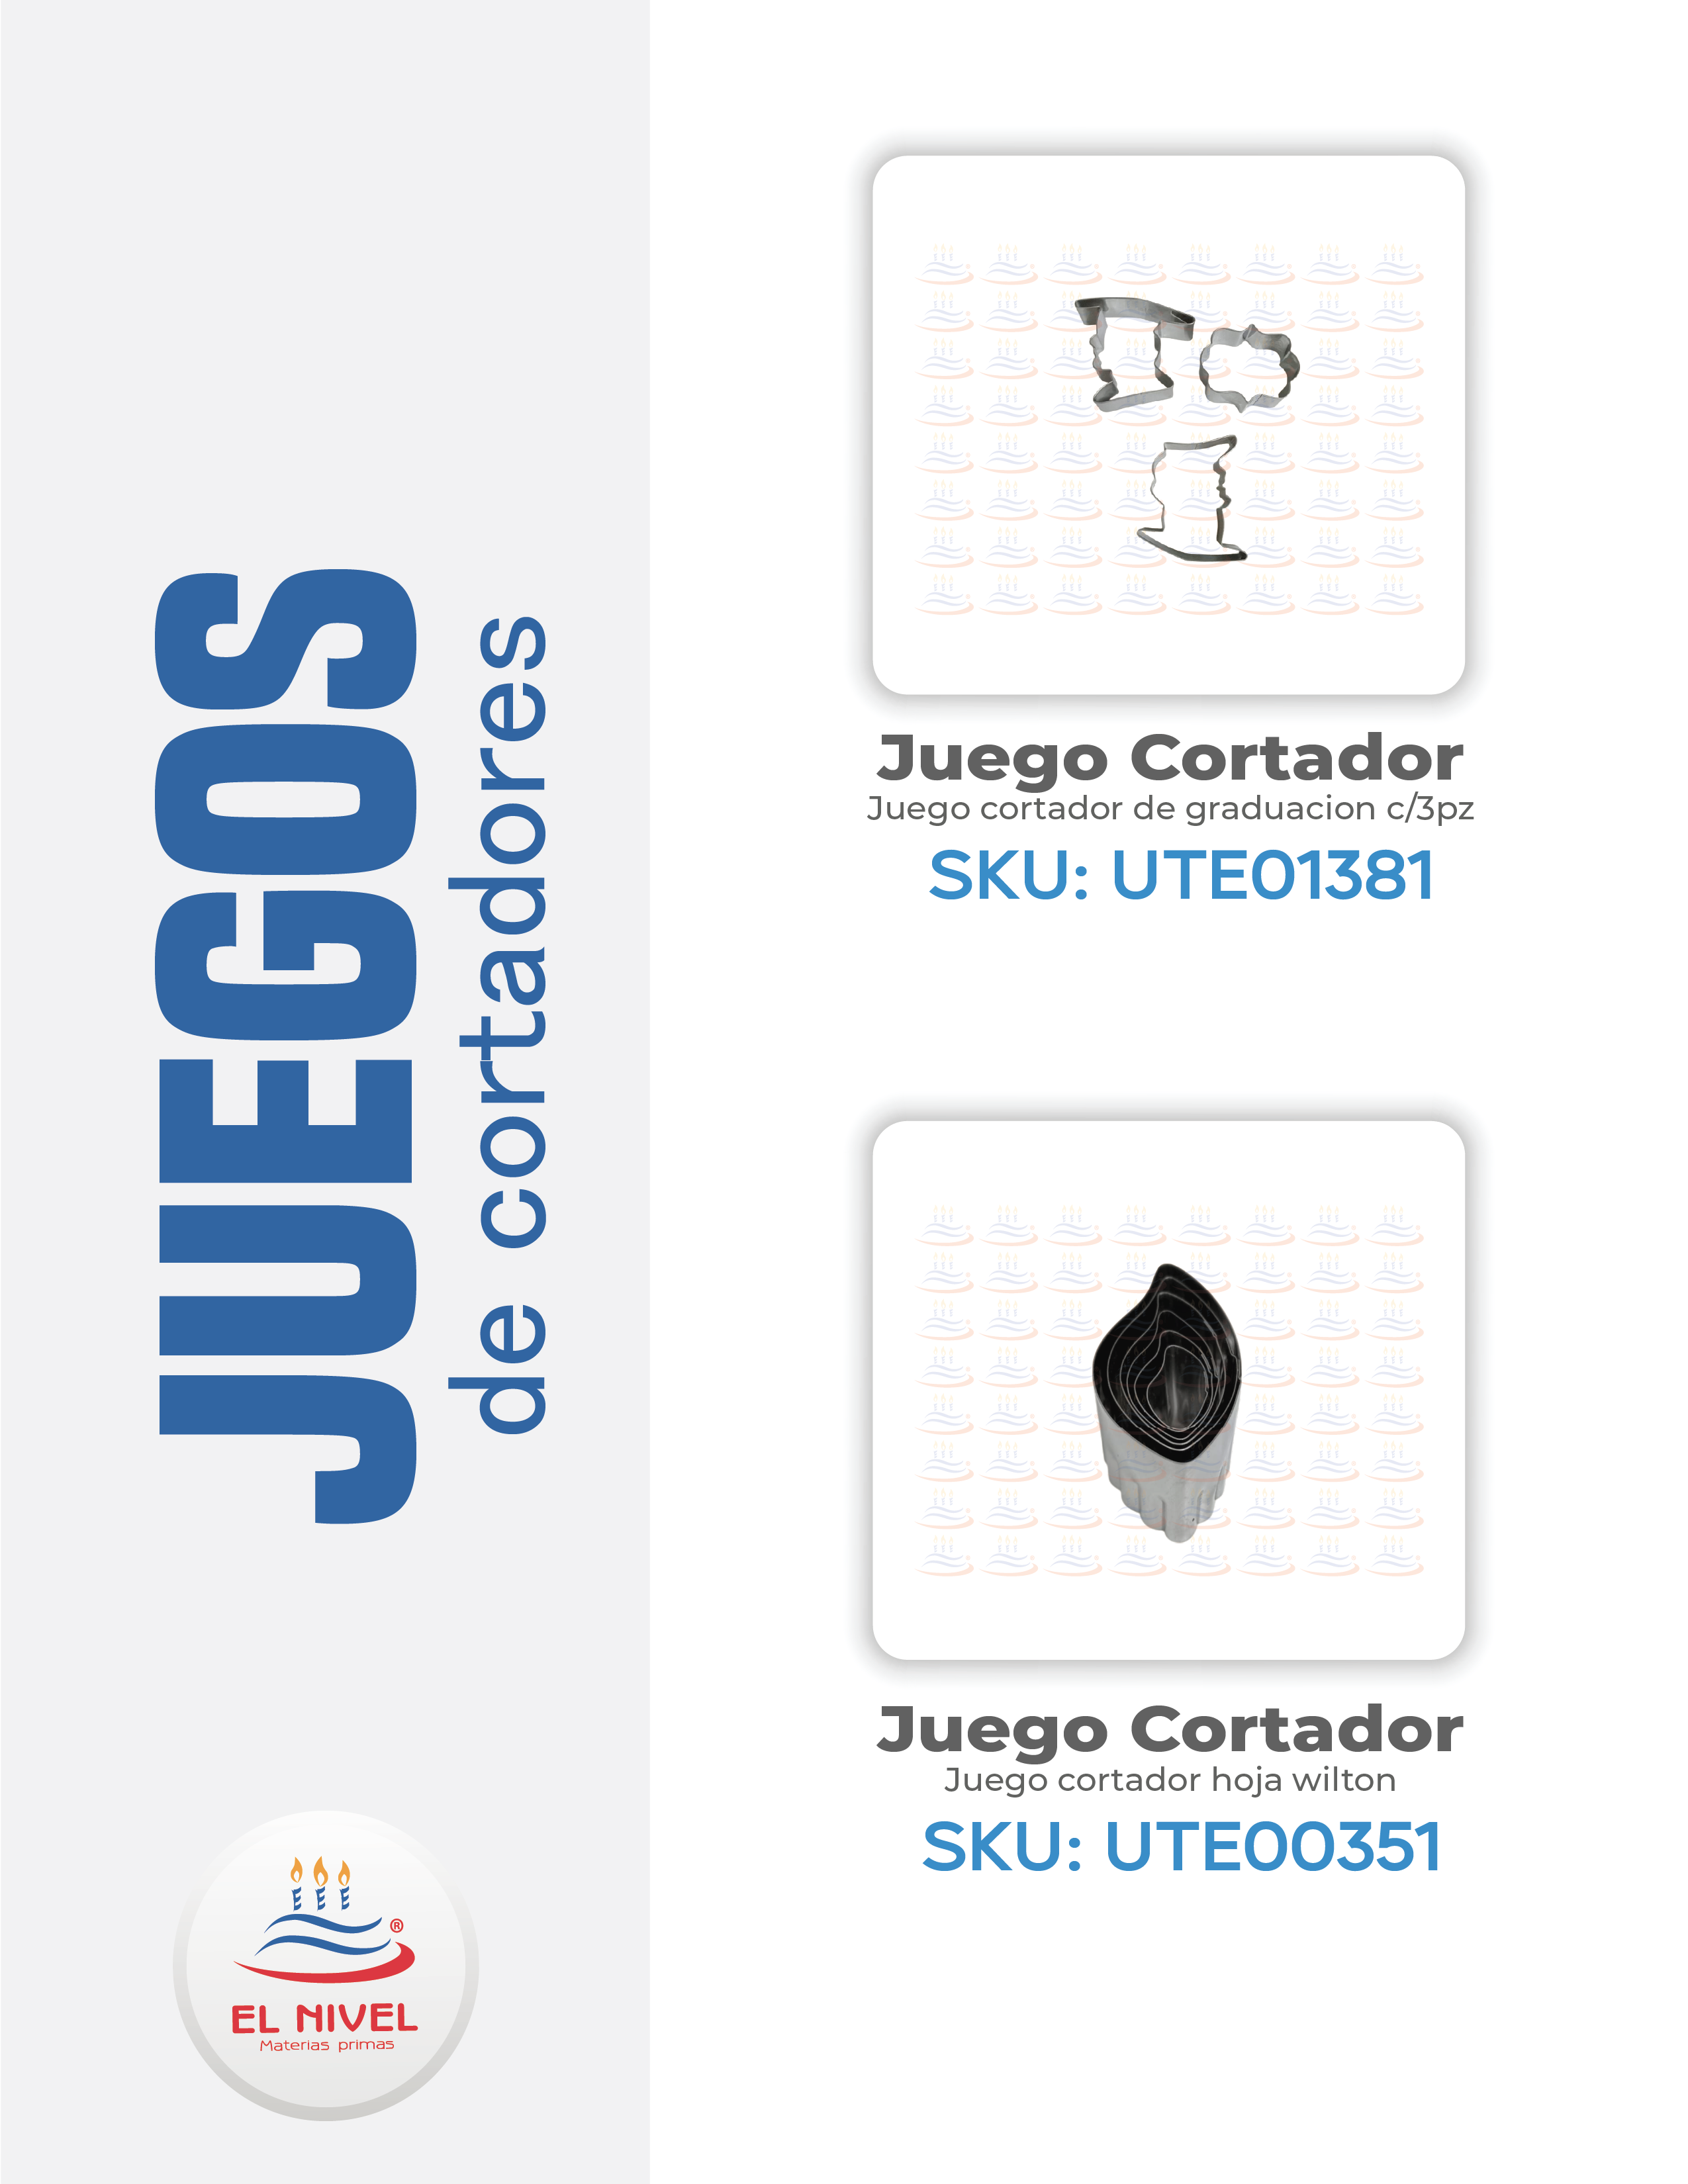 JUEGOS
de cortadores
Juego Cortador
Juego cortador de graduacion c/3pz
SKU: UTE01381
Juego Cortador
Juego cortador hoja wilton
SKU: UTE00351
®
EL NIVEL
Materias primas